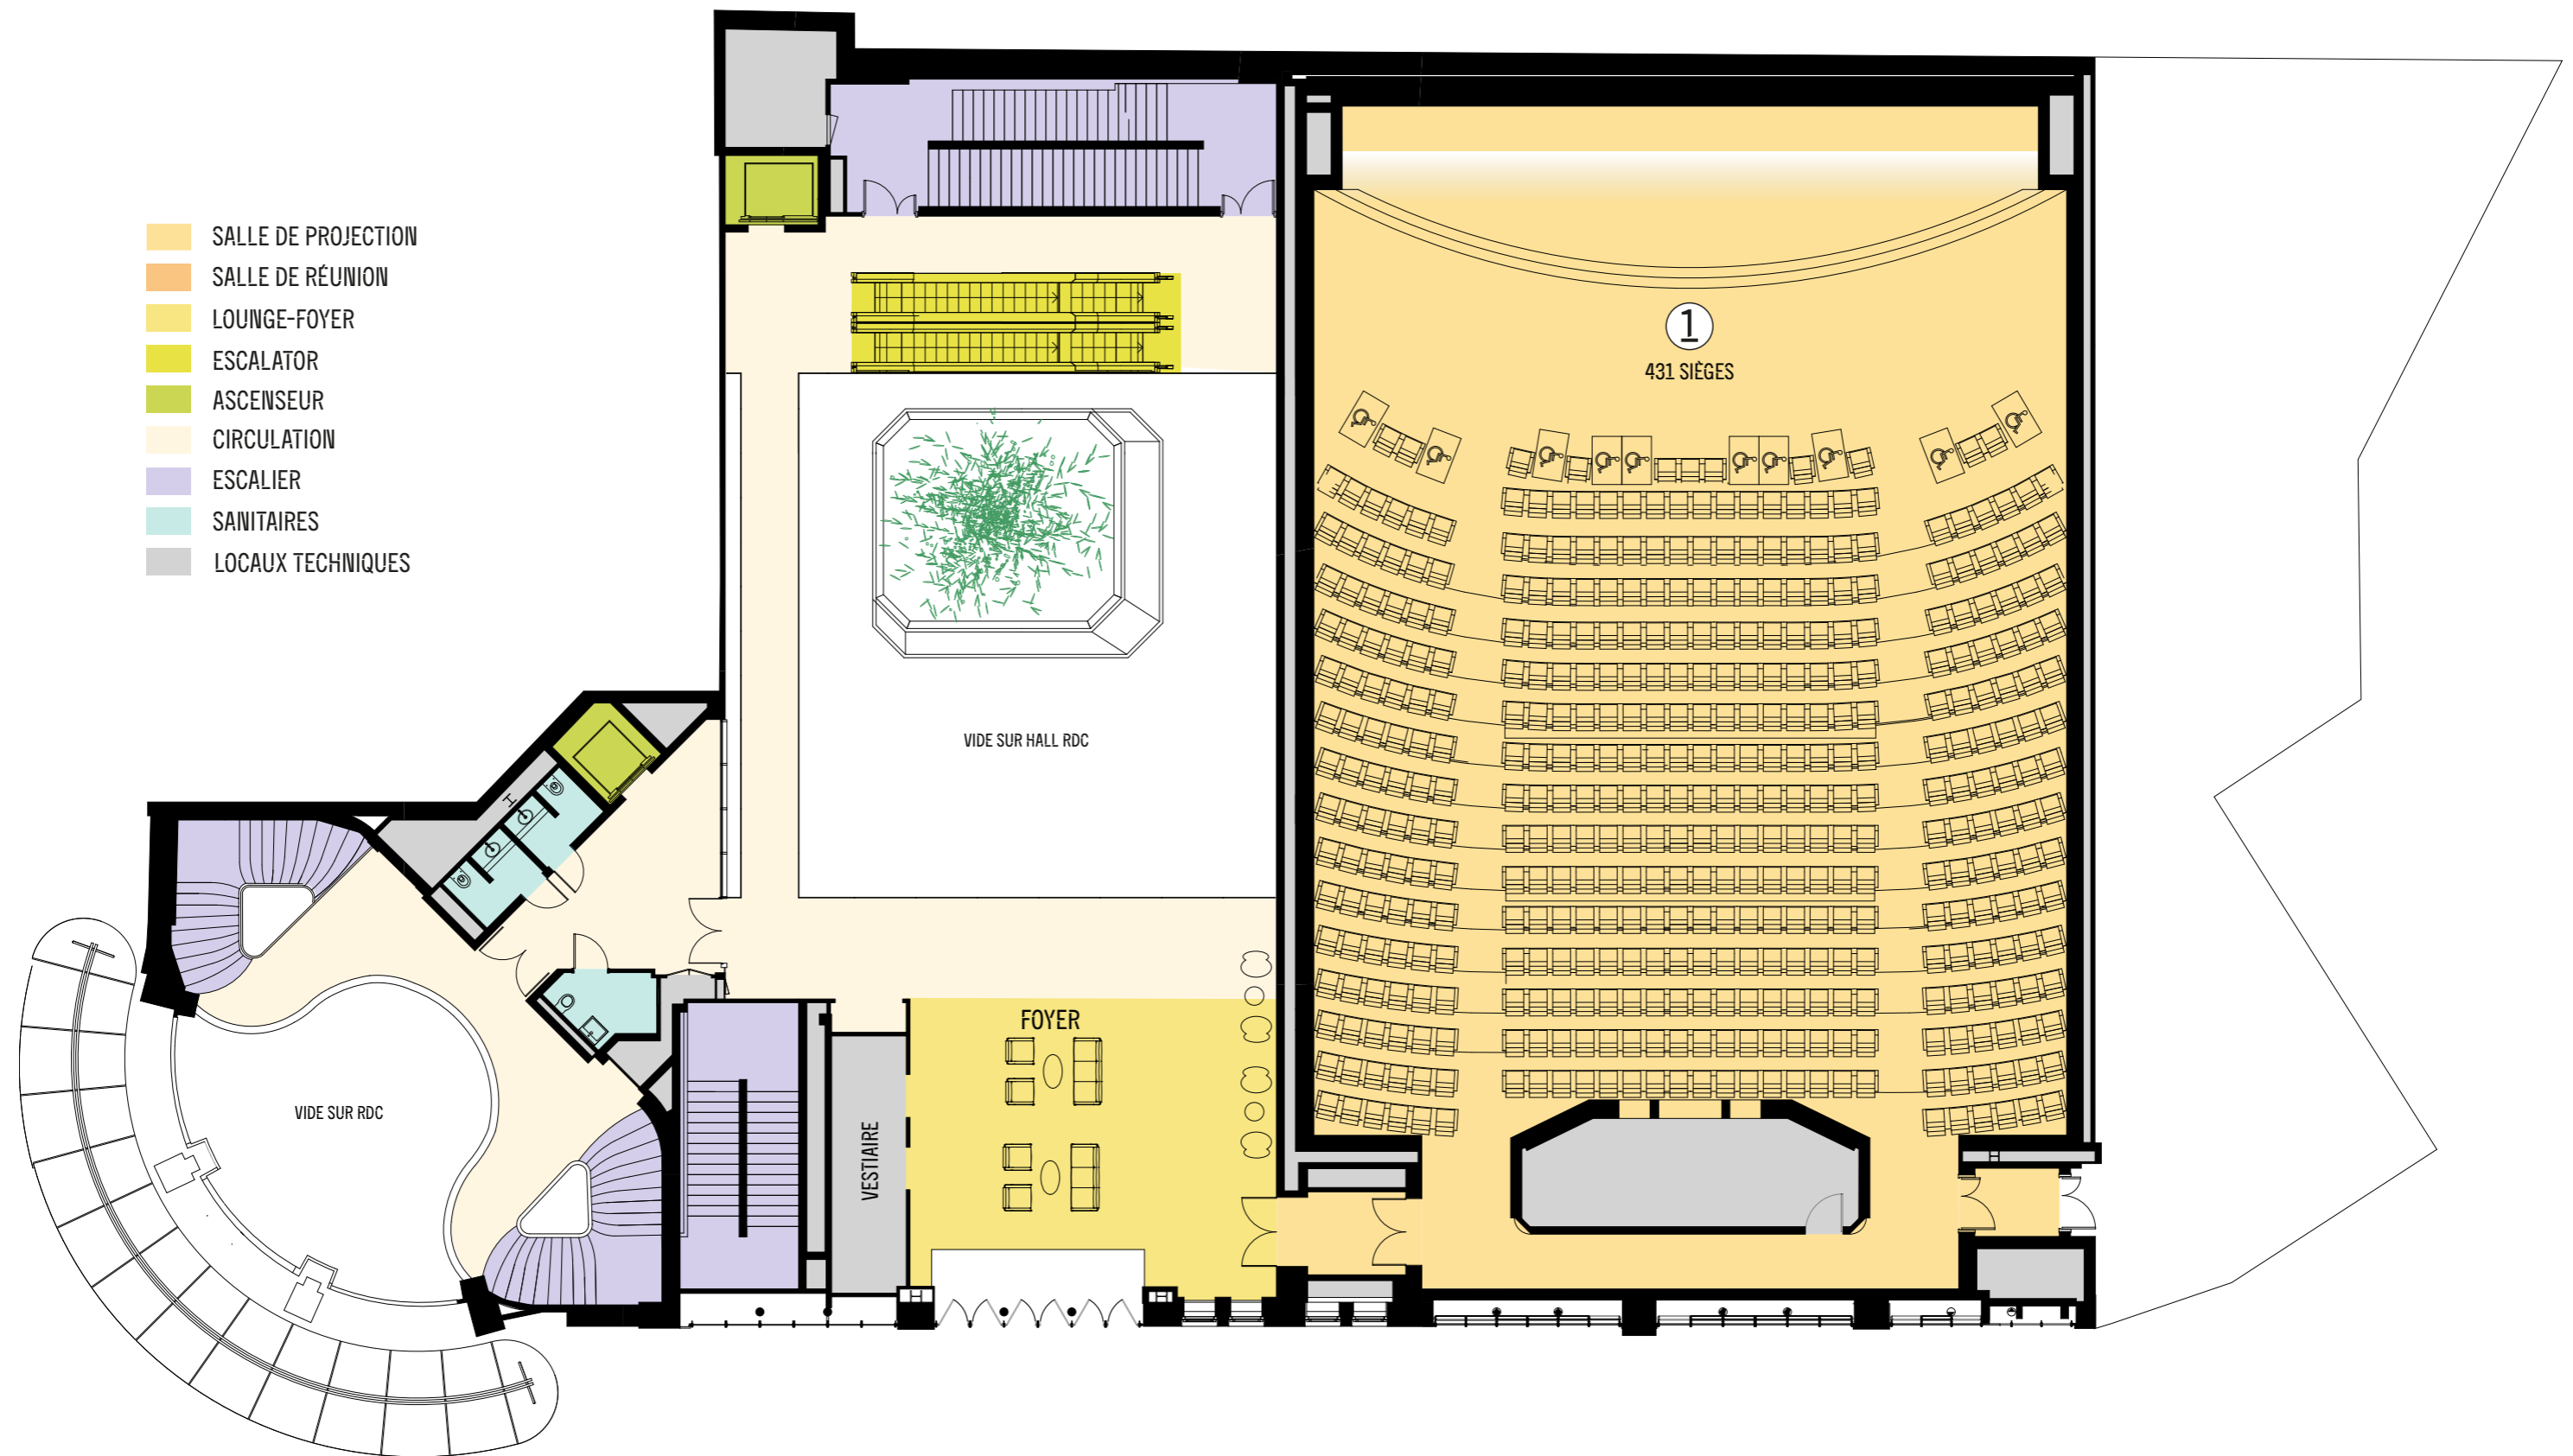 SALLE DE PROJECTION
SALLE DE RÉUNION
LOUNGE-FOYER
ESCALATOR
ASCENSEUR
CIRCULATION
ESCALIER
SANITAIRES
LOCAUX TECHNIQUES
1
431 SIÈGES
VIDE SUR HALL RDC
FOYER
VESTIAIRE
VIDE SUR RDC